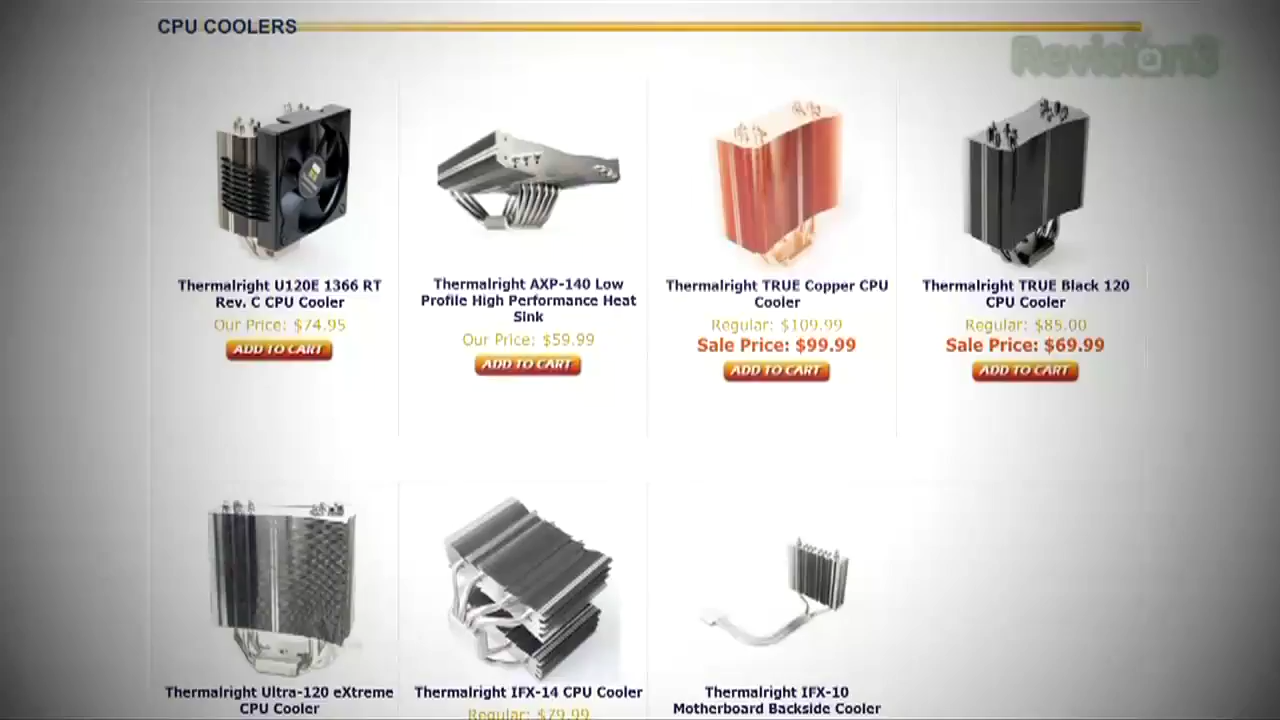 CPU COOLERS
Revision3
Thermalright U120E 1366 RT
Rev. C CPU Cooler
Our Price: $74.95
ADD TO CART
Thermalright AXP-140 Low
Profile High Performance Heat
Sink
Our Price: $59.99
ADD TO CART
Thermalright TRUE Copper CPU
Cooler
Regular: $109.99
Sale Price: $99.99
ADD TO CART
Thermalright TRUE Black 120
CPU Cooler
Regular: $85.00
Sale Price: $69.99
ADD TO CART
Thermalright Ultra-120 eXtreme
CPU Cooler
Thermalright IFX-14 CPU Cooler
Regular: $79.99
Thermalright IFX-10
Motherboard Backside Cooler